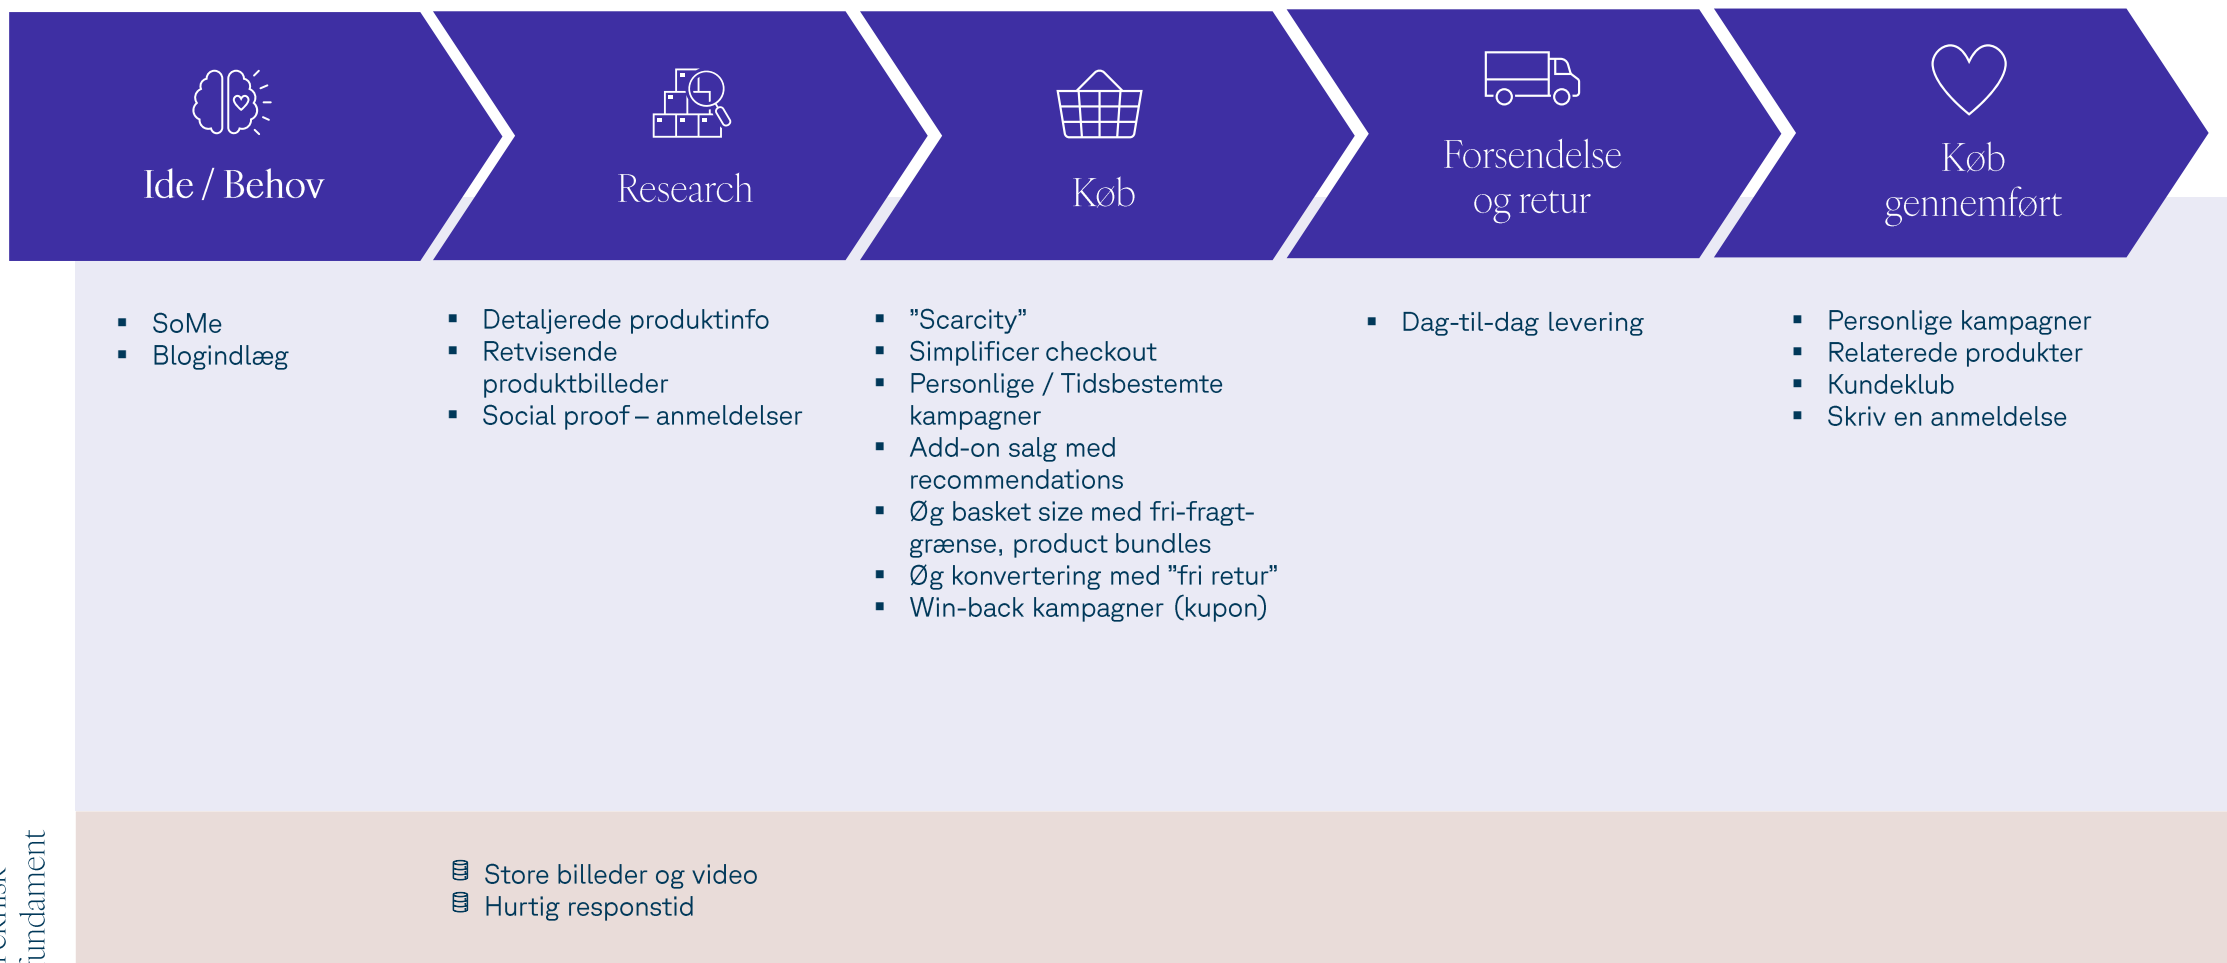 Ide / Behov
Research
Køb
Forsendelse
og retur
Køb
gennemført
▪ SoMe
▪ Blogindlæg
▪ Detaljerede produktinfo
▪ Retvisende
produktbilleder
▪ Social proof – anmeldelser
▪ ”Scarcity”
▪ Simplificer checkout
▪ Personlige / Tidsbestemte
kampagner
▪ Add-on salg med
recommendations
▪ Øg basket size med fri-fragt-
grænse, product bundles
▪ Øg konvertering med ”fri retur”
▪ Win-back kampagner (kupon)
▪ Dag-til-dag levering
▪ Personlige kampagner
▪ Relaterede produkter
▪ Kundeklub
▪ Skriv en anmeldelse
fundament
Store billeder og video
Hurtig responstid